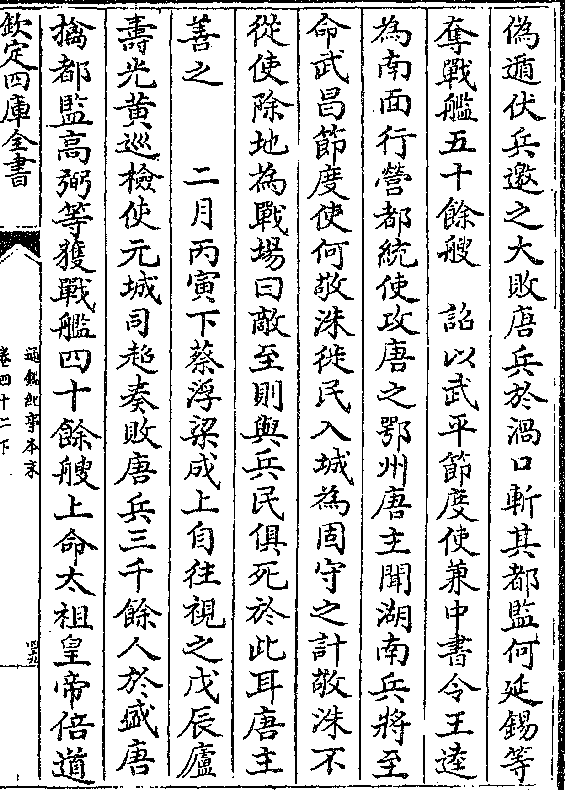 偽遁伏兵邀之大敗唐兵於渦口斬其都監何延錫等
奪戰艦五十餘艘　詔以武平節度使兼中書令王逵
為南面行營都統使攻唐之鄂州唐主聞湖南兵將至
命武昌節度使何敬洙徙民入城為固守之計敬洙不
從使除地為戰場曰敵至則與兵民俱死於此耳唐主
善之　　二月丙寅下蔡浮梁成上自往視之戊辰廬
壽光黃巡檢使元城司超奏敗唐兵三千餘人於盛唐
擒都監高弼等獲戰艦四十餘艘上命太祖皇帝倍道
欽定四庫全書
通鑑紀事本末
卷四十二下